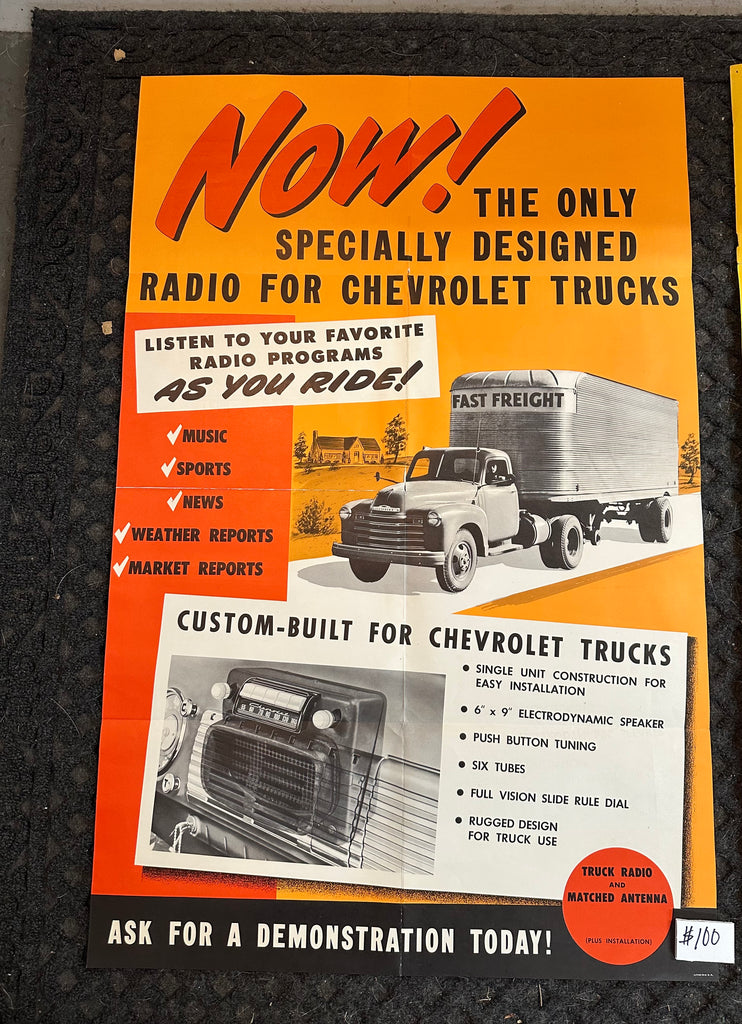 NOW!
THE ONLY
SPECIALLY DESIGNED
RADIO FOR CHEVROLET TRUCKS
LISTEN TO YOUR FAVORITE
RADIO PROGRAMS
AS YOU RIDE!
MUSIC
SPORTS
NEWS
WEATHER REPORTS
MARKET REPORTS
FAST FREIGHT
CUSTOM-BUILT FOR CHEVROLET TRUCKS
• SINGLE UNIT CONSTRUCTION FOR
EASY INSTALLATION
• 6" x 9" ELECTRODYNAMIC SPEAKER
• PUSH BUTTON TUNING
• SIX TUBES
• FULL VISION SLIDE RULE DIAL
• RUGGED DESIGN
FOR TRUCK USE
TRUCK RADIO
AND
MATCHED ANTENNA
(PLUS INSTALLATION)
ASK FOR A DEMONSTRATION TODAY!
#100